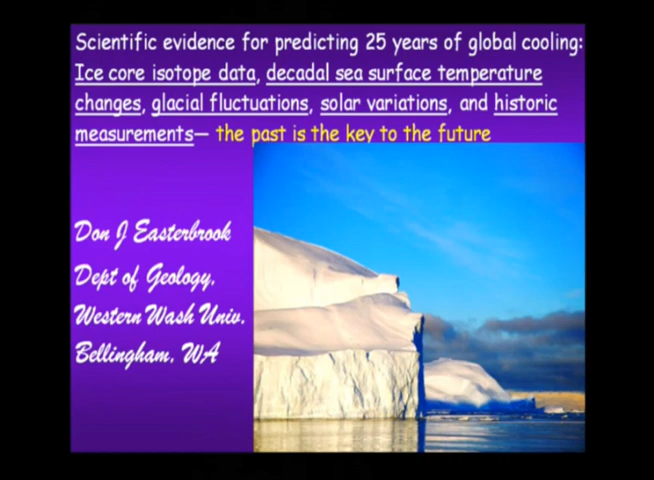 Scientific evidence for predicting 25 years of global cooling:
Ice core isotope data, decadal sea surface temperature
changes, glacial fluctuations, solar variations, and historic
measurements— the past is the key to the future
Don J Easterbrook
Dept of Geology,
Western Wash Univ.
Bellingham, WA